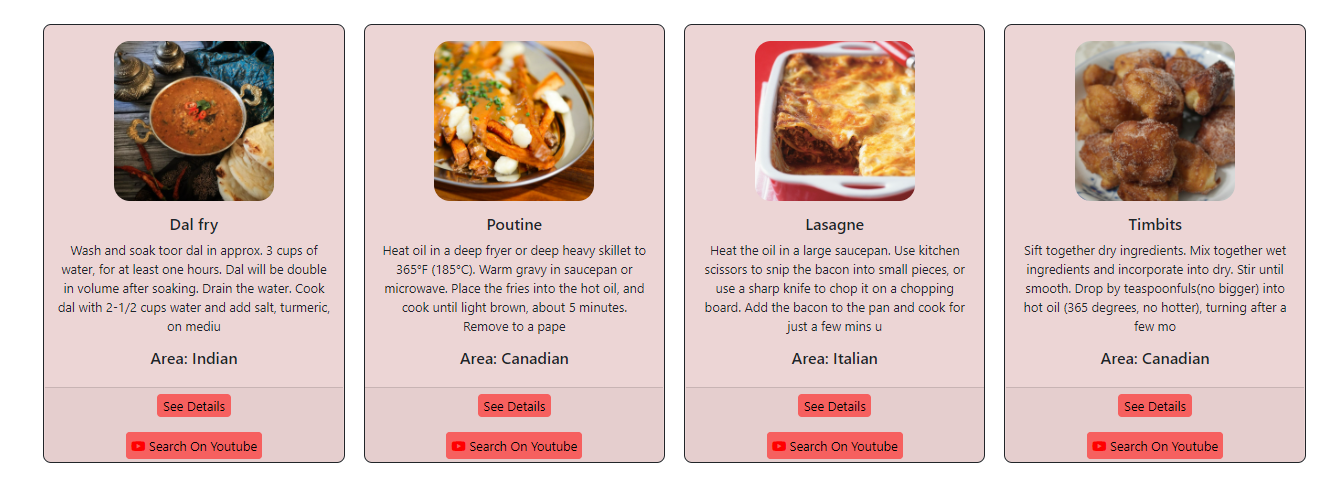 Dal fry
Wash and soak toor dal in approx. 3 cups of
water, for at least one hours. Dal will be double
in volume after soaking. Drain the water. Cook
dal with 2-1/2 cups water and add salt, turmeric,
on mediu
Area: Indian
See Details
Search On Youtube
Poutine
Heat oil in a deep fryer or deep heavy skillet to
365°F (185°C). Warm gravy in saucepan or
microwave. Place the fries into the hot oil, and
cook until light brown, about 5 minutes.
Remove to a pape
Area: Canadian
See Details
Search On Youtube
Lasagne
Heat the oil in a large saucepan. Use kitchen
scissors to snip the bacon into small pieces, or
use a sharp knife to chop it on a chopping
board. Add the bacon to the pan and cook for
just a few mins u
Area: Italian
See Details
Search On Youtube
Timbits
Sift together dry ingredients. Mix together wet
ingredients and incorporate into dry. Stir until
smooth. Drop by teaspoonfuls(no bigger) into
hot oil (365 degrees, no hotter), turning after a
few mo
Area: Canadian
See Details
Search On Youtube